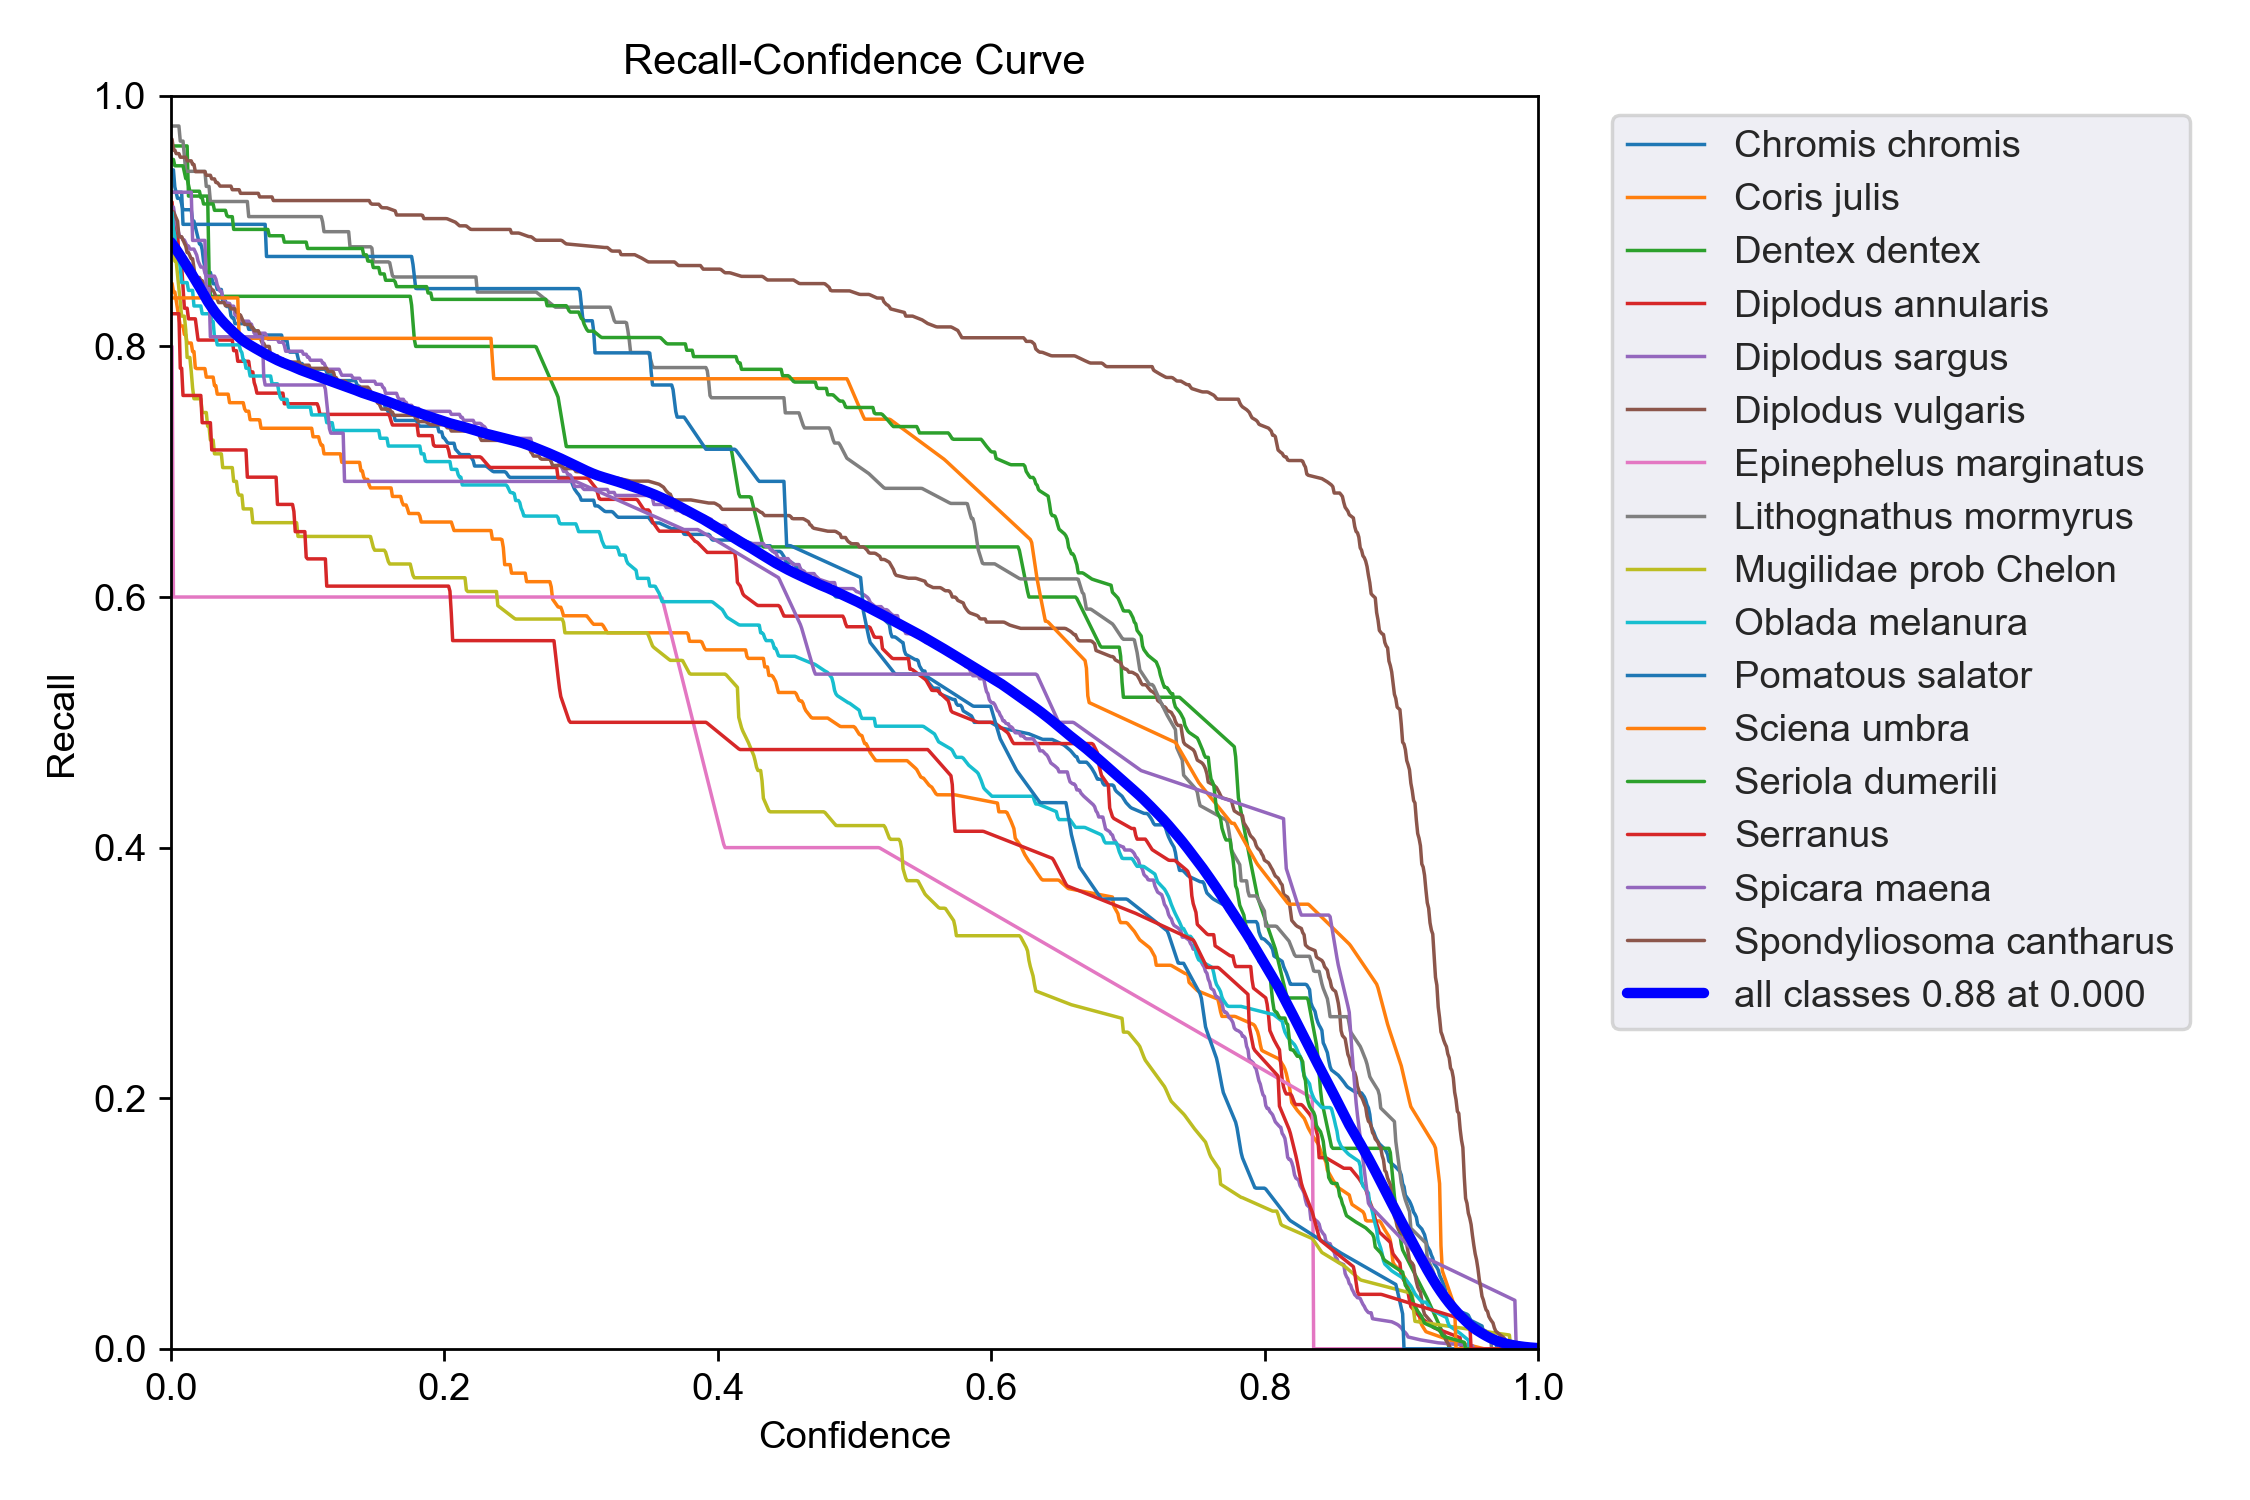 Recall-Confidence Curve
1.0
0.8
0.6
0.4
0.2
0.0
Recall
0.0 0.2 0.4 0.6 0.8 1.0
Confidence
Chromis chromis
Coris julis
Dentex dentex
Diplodus annularis
Diplodus sargus
Diplodus vulgaris
Epinephelus marginatus
Lithognathus mormyrus
Mugilidae prob Chelon
Oblada melanura
Pomatous salator
Sciena umbra
Seriola dumerili
Serranus
Spicara maena
Spondyliosoma cantharus
all classes 0.88 at 0.000